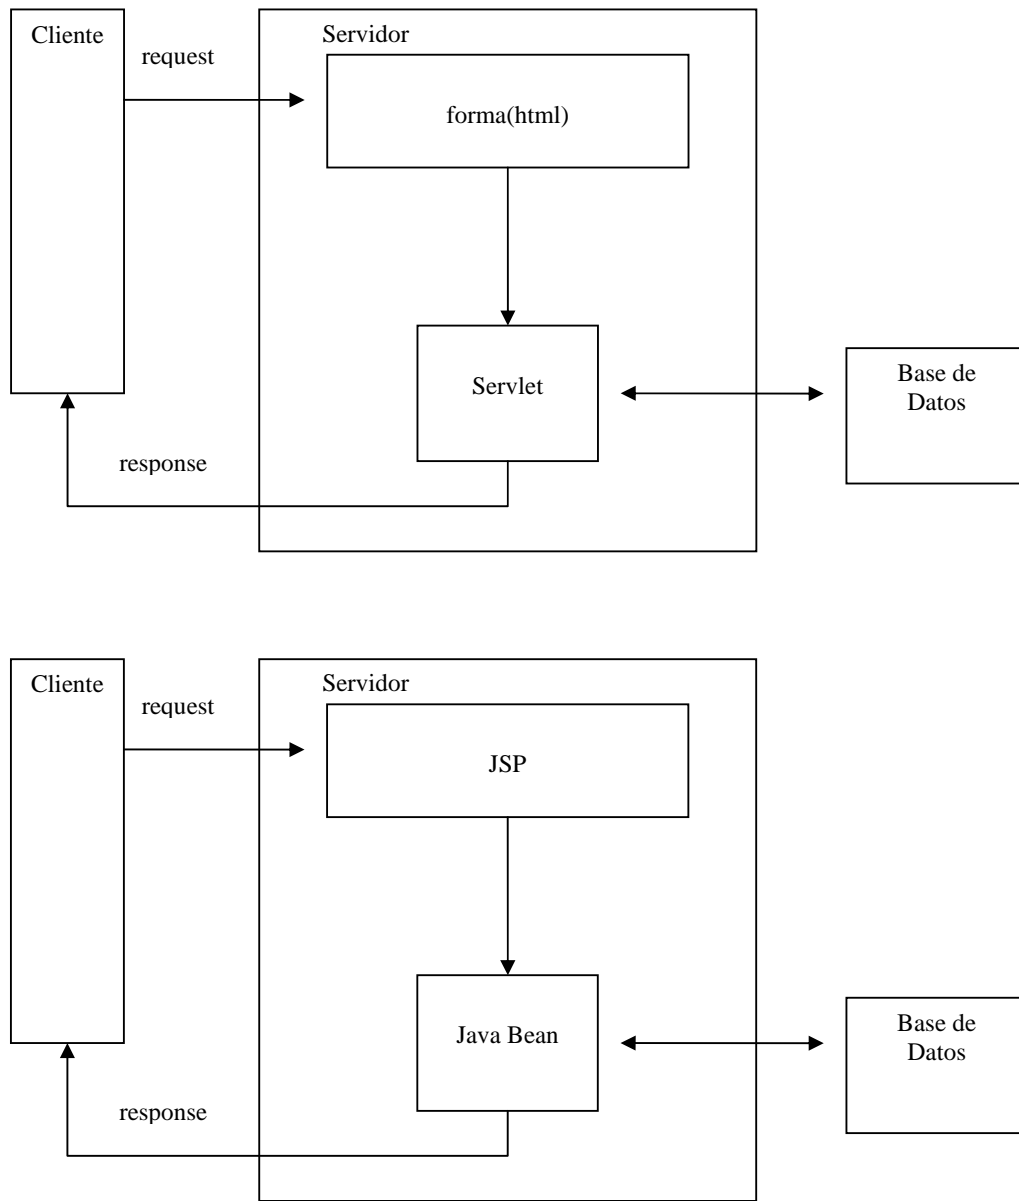 Cliente
request
Servidor
forma(html)
Servlet
Base de
Datos
response
Cliente
request
Servidor
JSP
Java Bean
Base de
Datos
response